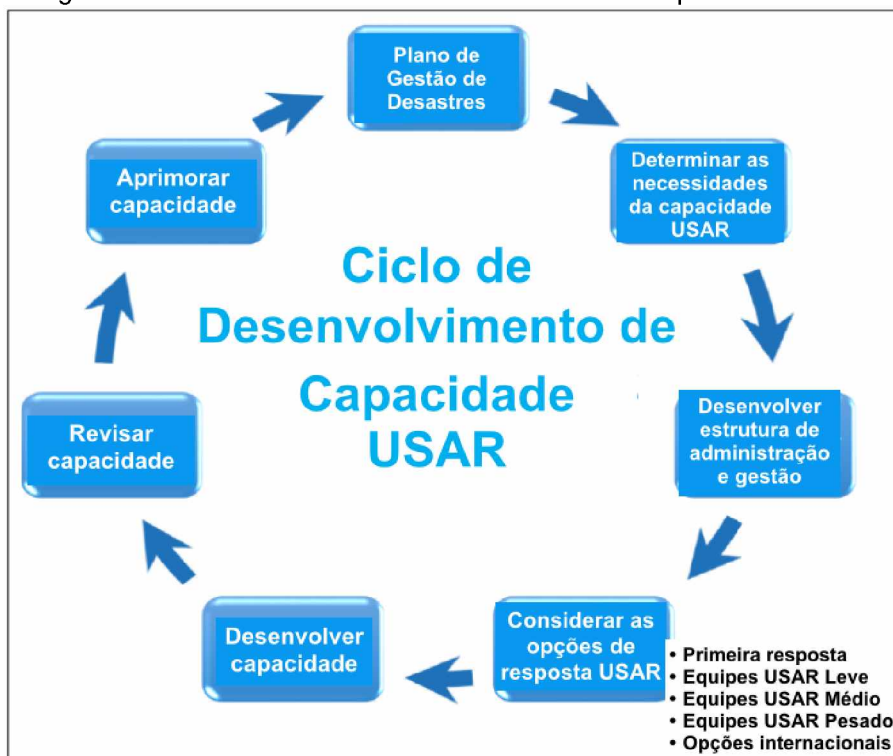 Plano de
Gestão de
Desastres
Determinar as
necessidades
da capacidade
USAR
Desenvolver
estrutura de
administração
e gestão
Considerar as
opções de
resposta USAR
• Primeira resposta
• Equipes USAR Leve
• Equipes USAR Médio
• Equipes USAR Pesado
• Opções internacionais
Desenvolver
capacidade
Revisar
capacidade
Aprimorar
capacidade
Ciclo de
Desenvolvimento de
Capacidade
USAR